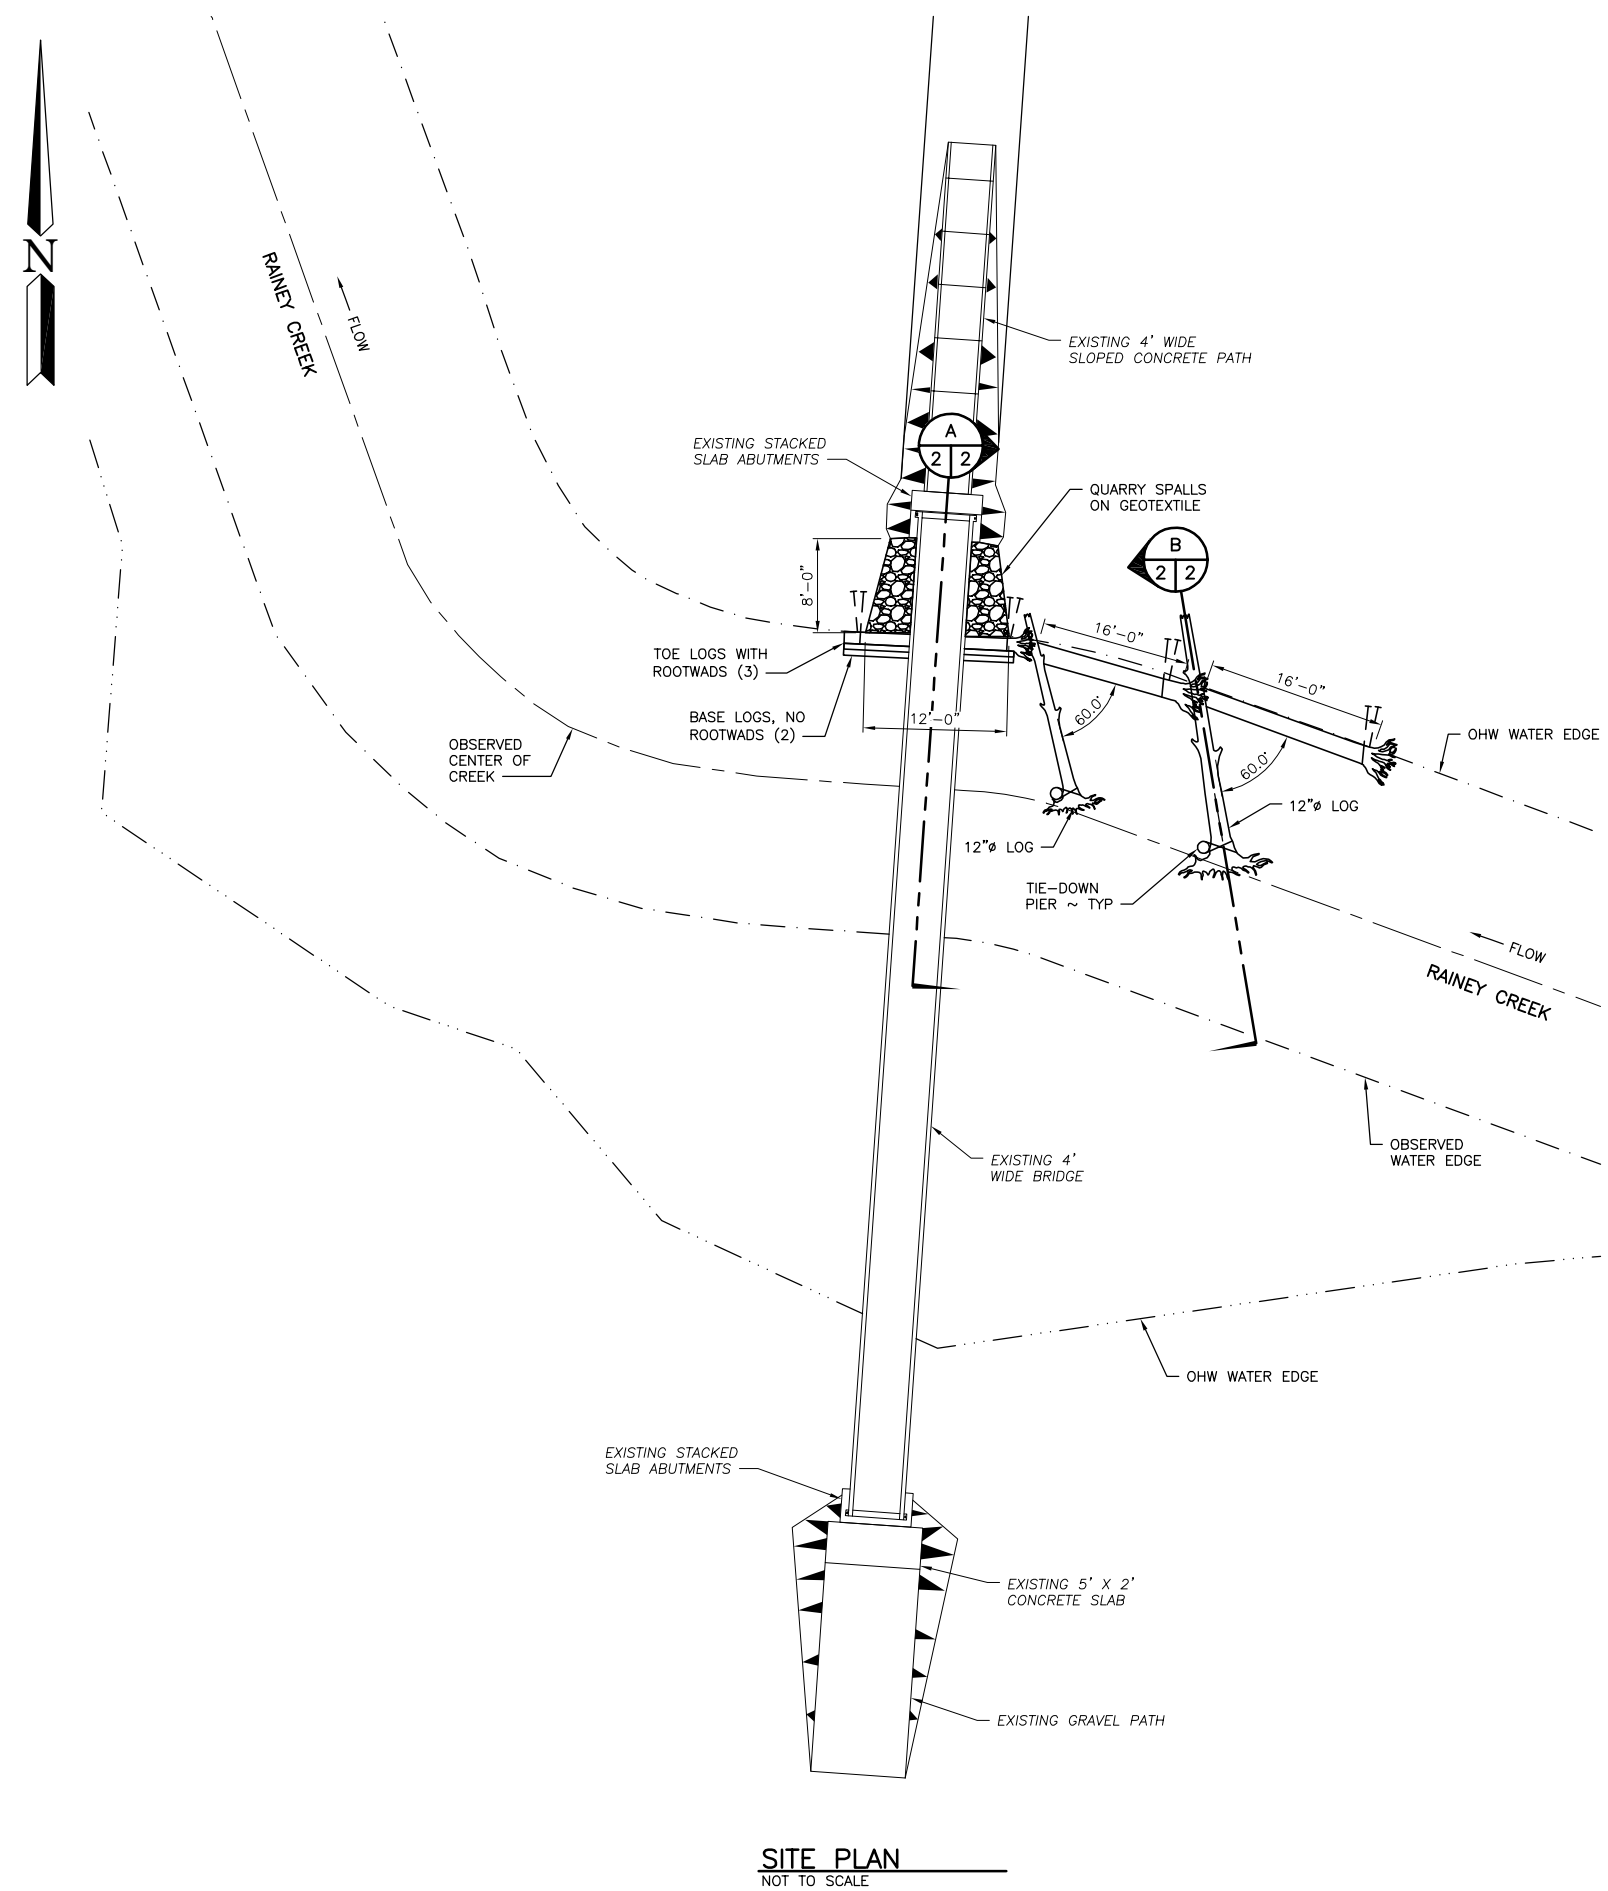 N
RAINEY CREEK
FLOW
EXISTING 4' WIDE
SLOPED CONCRETE PATH
A
2 2
EXISTING STACKED
SLAB ABUTMENTS
QUARRY SPALLS
ON GEOTEXTILE
B
2 2
8'-0"
16'-0"
16'-0"
TOE LOGS WITH
ROOTWADS (3)
12'-0"
60.0°
60.0°
BASE LOGS, NO
ROOTWADS (2)
OBSERVED
CENTER OF
CREEK
OHW WATER EDGE
12"ø LOG
12"ø LOG
TIE-DOWN
PIER ~ TYP
FLOW
RAINEY CREEK
OBSERVED
WATER EDGE
EXISTING 4'
WIDE BRIDGE
OHW WATER EDGE
EXISTING STACKED
SLAB ABUTMENTS
EXISTING 5' X 2'
CONCRETE SLAB
EXISTING GRAVEL PATH
SITE PLAN
NOT TO SCALE